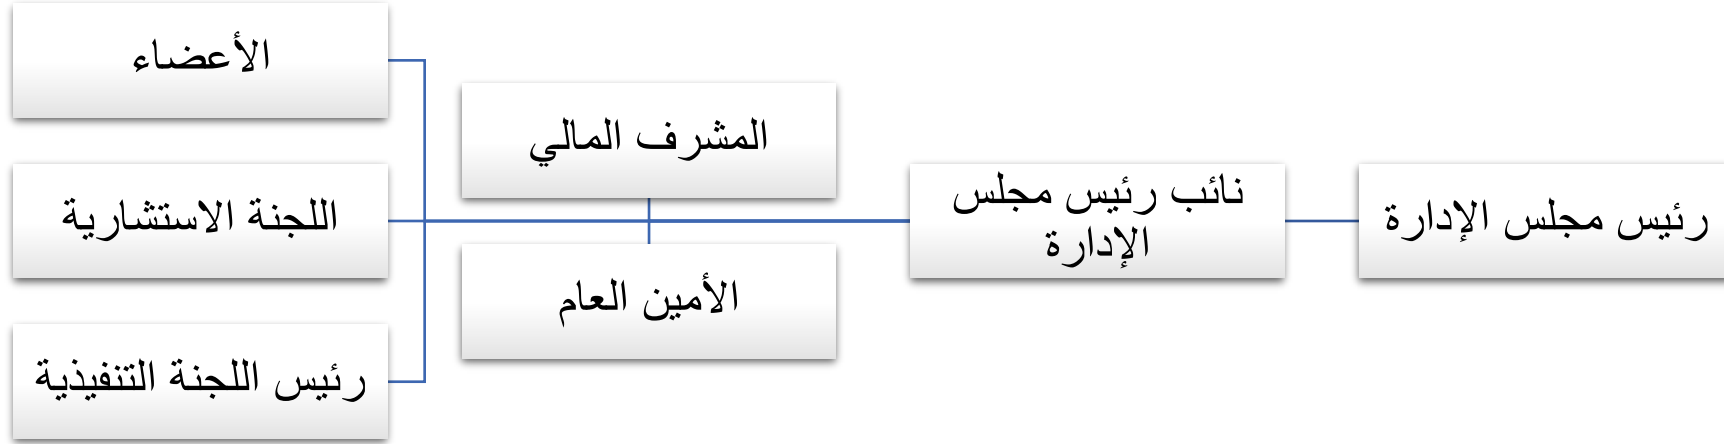 رئيس مجلس الإدارة
نائب رئيس مجلس
الإدارة
المشرف المالي
الأمين العام
الأعضاء
اللجنة الاستشارية
رئيس اللجنة التنفيذية